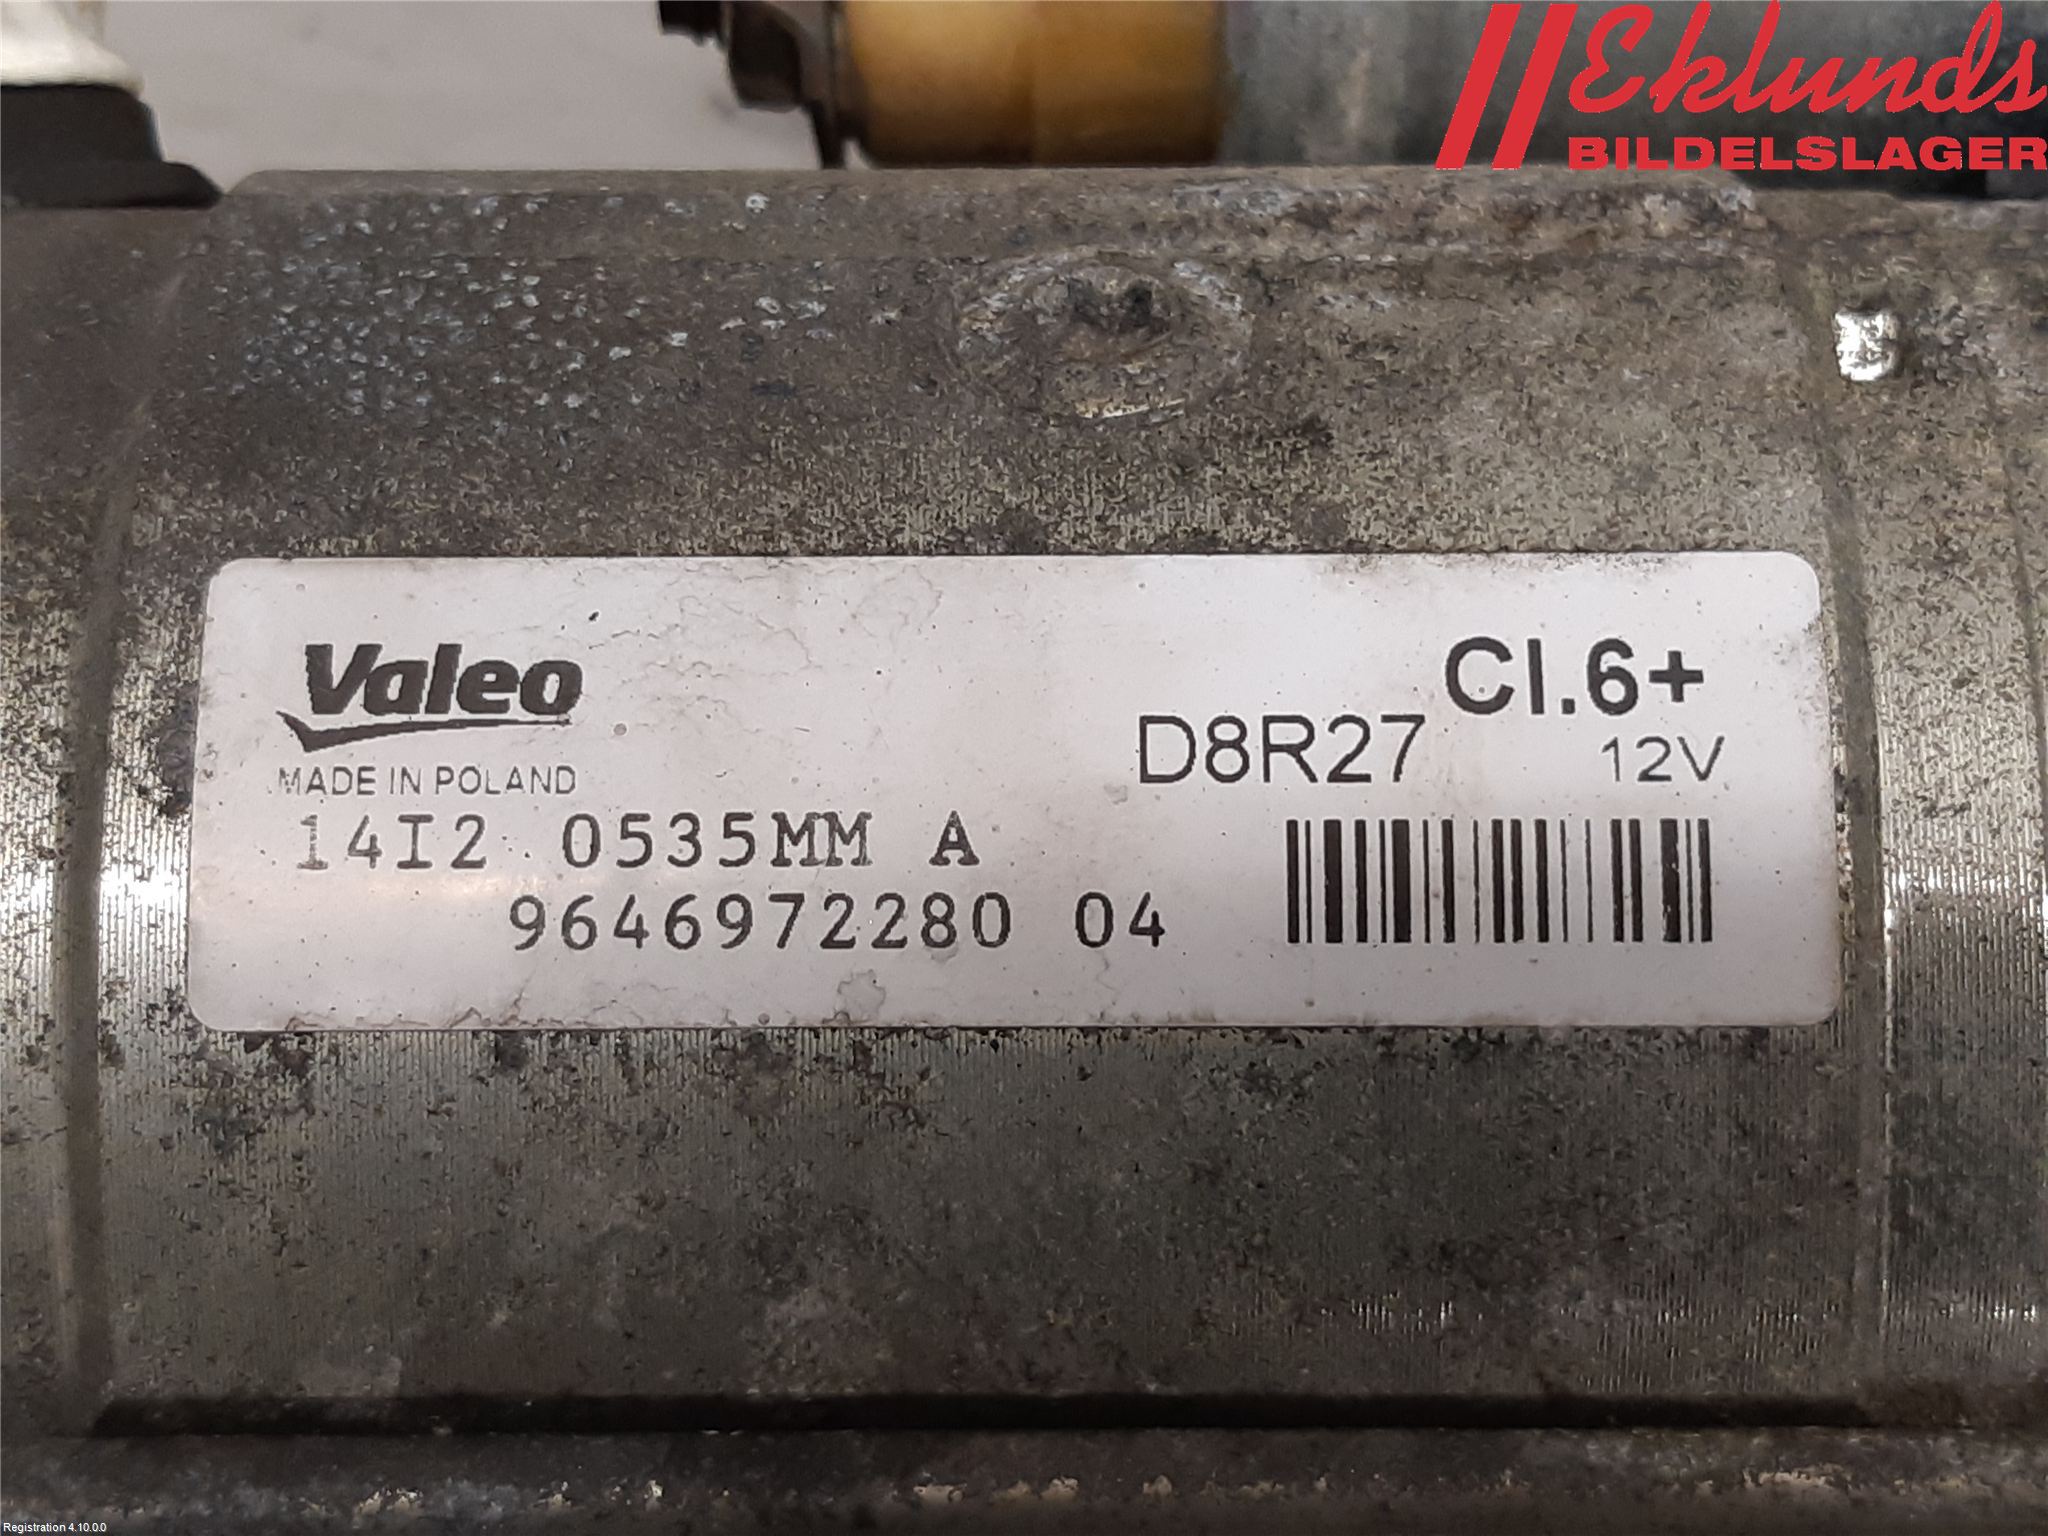 Eklunds
BILDELSLAGER
Valeo
MADE IN POLAND
Cl.6+
D8R27
12V
14I2 0535MM A
9646972280 04
Registration 4.10.0.0